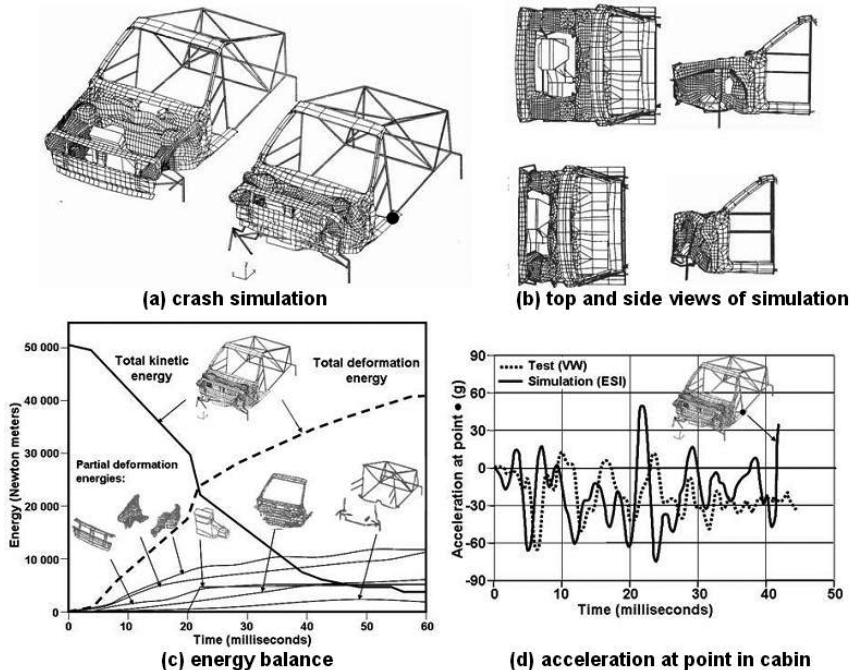 (a) crash simulation
(b) top and side views of simulation
Energy (Newton meters)
50 000
40 000
30 000
20 000
10 000
0
Total kinetic
energy
Total deformation
energy
Partial deformation
energies:
0 10 20 30 40 50 60
Time (milliseconds)
(c) energy balance
Acceleration at point ● (g)
90
60
30
0
-30
-60
-90
Test (VW)
Simulation (ESI)
0 10 20 30 40 50
Time (milliseconds)
(d) acceleration at point in cabin